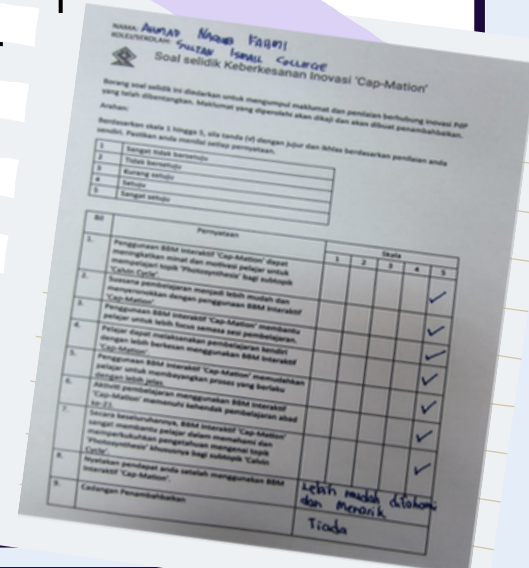 NAMA: AHMAD NAQIUB FAHMI
KOLEJ/SEKOLAH: SULTAN ISMAIL COLLEGE
Soal selidik Keberkesanan Inovasi 'Cap-Mation'
Borang soal selidik ini diedarkan untuk mengumpul maklumat dan penilaian berhubung inovasi PdP
yang telah dibentangkan. Maklumat yang diperolehi akan dikaji dan akan dibuat penambahbaikan.
Arahan:
Berdasarkan skala 1 hingga 5, sila tanda (√) dengan jujur dan ikhlas berdasarkan penilaian anda
sendiri. Pastikan anda menilai setiap pernyataan.
1 Sangat tidak bersetuju
2 Tidak bersetuju
3 Kurang setuju
4 Setuju
5 Sangat setuju
Bil Pernyataan Skala
1 2 3 4 5
1. Penggunaan BBM Interaktif 'Cap-Mation' dapat
meningkatkan minat dan motivasi pelajar untuk
mempelajari topik 'Photosynthesis' bagi subtopik
'Calvin Cycle'.
2. Suasana pembelajaran menjadi lebih mudah dan
menyeronokkan dengan penggunaan BBM Interaktif
'Cap-Mation'.
3. Penggunaan BBM Interaktif 'Cap-Mation' membantu
pelajar untuk lebih focus semasa sesi pembelajaran.
4. Pelajar dapat melaksanakan pembelajaran kendiri
dengan lebih berkesan menggunakan BBM Interaktif
'Cap-Mation'.
5. Penggunaan BBM Interaktif 'Cap-Mation' memudahkan
pelajar untuk membayangkan proses yang berlaku
dengan lebih jelas.
6. Aktiviti pembelajaran menggunakan BBM Interaktif
'Cap-Mation' memenuhi kehendak pembelajaran abad
ke-21.
7. Secara keseluruhannya, BBM Interaktif 'Cap-Mation'
sangat membantu pelajar dalam memahami dan
memperkukuhkan pengetahuan mengenai topik
'Photosynthesis' khususnya bagi subtopik 'Calvin
Cycle'.
8. Nyatakan pendapat anda setelah menggunakan BBM
Interaktif 'Cap-Mation'.
Lebih mudah difahami
dan menarik
9. Cadangan Penambahbaikan
Tiada